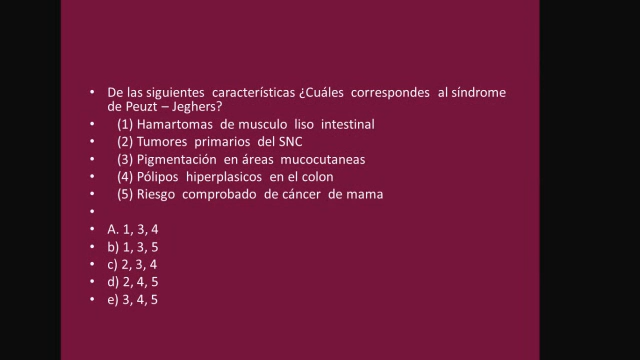 • De las siguientes características ¿Cuáles correspondes al síndrome
de Peuzt – Jeghers?
• (1) Hamartomas de musculo liso intestinal
• (2) Tumores primarios del SNC
• (3) Pigmentación en áreas mucocutaneas
• (4) Pólipos hiperplasicos en el colon
• (5) Riesgo comprobado de cáncer de mama
•
• A. 1, 3, 4
• b) 1, 3, 5
• c) 2, 3, 4
• d) 2, 4, 5
• e) 3, 4, 5